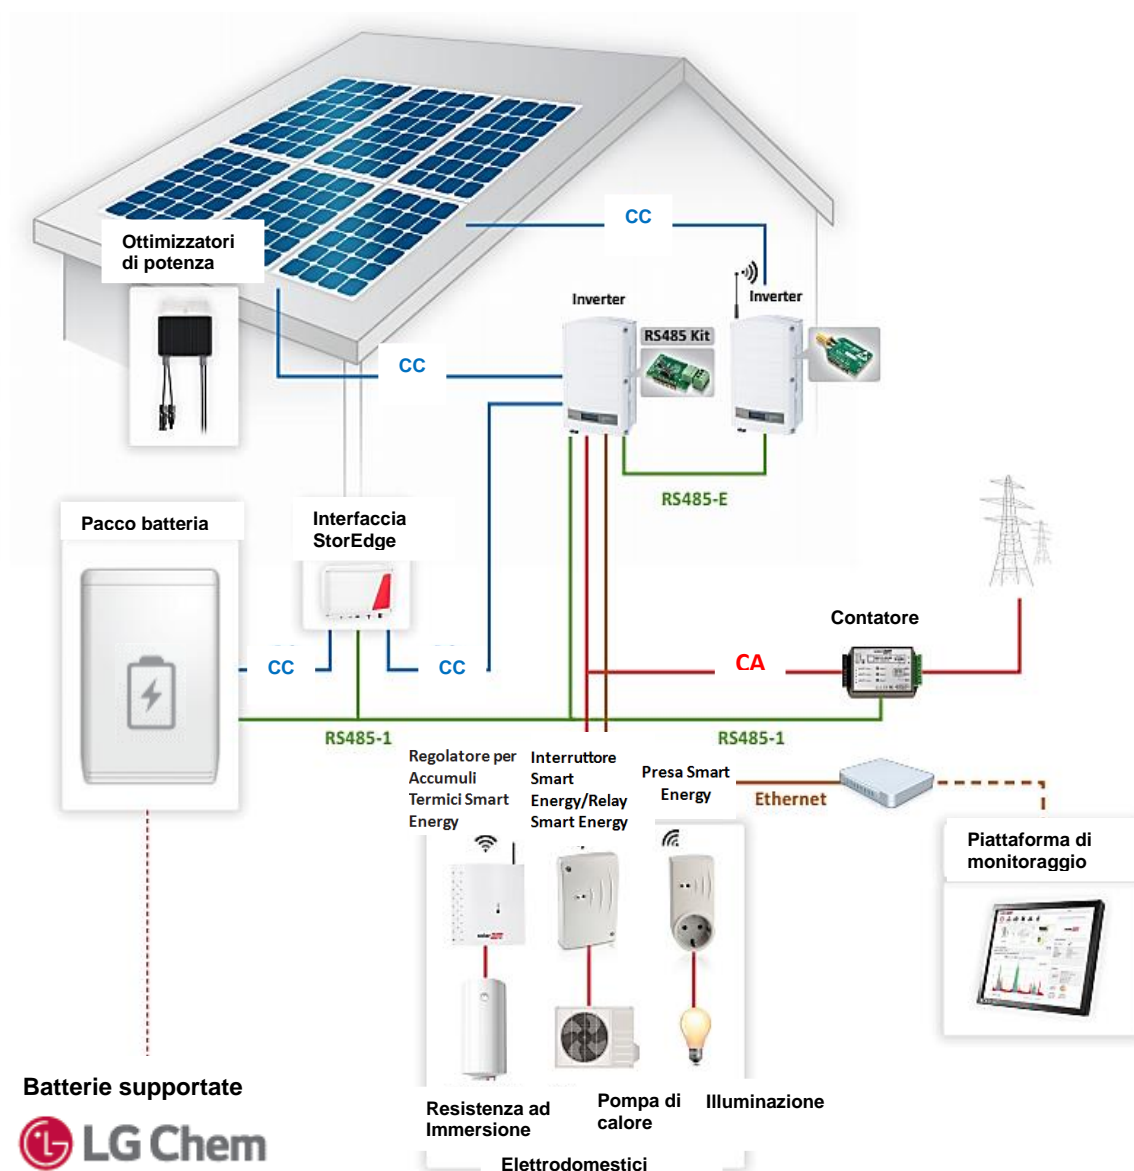 CC
Ottimizzatori
di potenza
Inverter
Inverter
RS485 Kit
CC
RS485-E
Pacco batteria
Interfaccia
StorEdge
Contatore
CC
CC
CA
RS485-1
RS485-1
Regolatore per
Accumuli
Termici Smart
Energy
Interruttore
Smart
Energy/Relay
Smart Energy
Presa Smart
Energy
Ethernet
Piattaforma di
monitoraggio
Batterie supportate
LG Chem
Resistenza ad
Immersione
Pompa di
calore
Illuminazione
Elettrodomestici